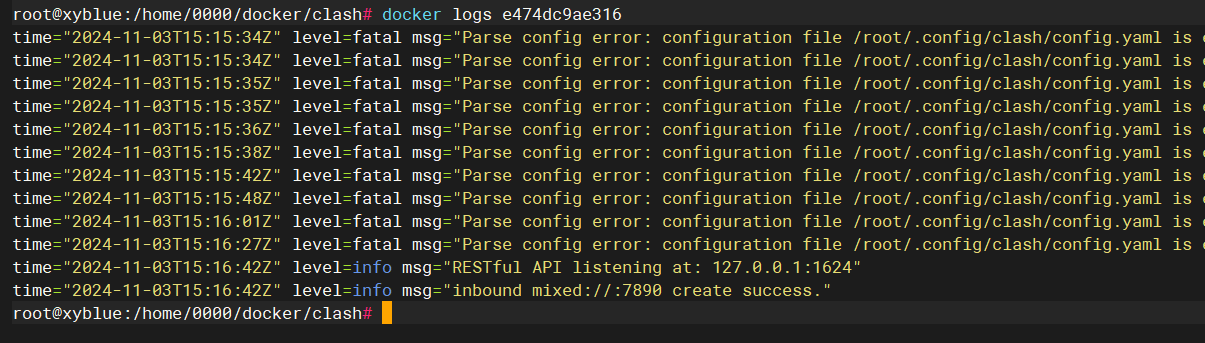 root@xyblue:/home/0000/docker/clash# docker logs e474dc9ae316
time="2024-11-03T15:15:34Z" level=fatal msg="Parse config error: configuration file /root/.config/clash/config.yaml is
time="2024-11-03T15:15:34Z" level=fatal msg="Parse config error: configuration file /root/.config/clash/config.yaml is
time="2024-11-03T15:15:35Z" level=fatal msg="Parse config error: configuration file /root/.config/clash/config.yaml is
time="2024-11-03T15:15:35Z" level=fatal msg="Parse config error: configuration file /root/.config/clash/config.yaml is
time="2024-11-03T15:15:36Z" level=fatal msg="Parse config error: configuration file /root/.config/clash/config.yaml is
time="2024-11-03T15:15:38Z" level=fatal msg="Parse config error: configuration file /root/.config/clash/config.yaml is
time="2024-11-03T15:15:42Z" level=fatal msg="Parse config error: configuration file /root/.config/clash/config.yaml is
time="2024-11-03T15:15:48Z" level=fatal msg="Parse config error: configuration file /root/.config/clash/config.yaml is
time="2024-11-03T15:16:01Z" level=fatal msg="Parse config error: configuration file /root/.config/clash/config.yaml is
time="2024-11-03T15:16:27Z" level=fatal msg="Parse config error: configuration file /root/.config/clash/config.yaml is
time="2024-11-03T15:16:42Z" level=info msg="RESTful API listening at: 127.0.0.1:1624"
time="2024-11-03T15:16:42Z" level=info msg="inbound mixed://:7890 create success."
root@xyblue:/home/0000/docker/clash#